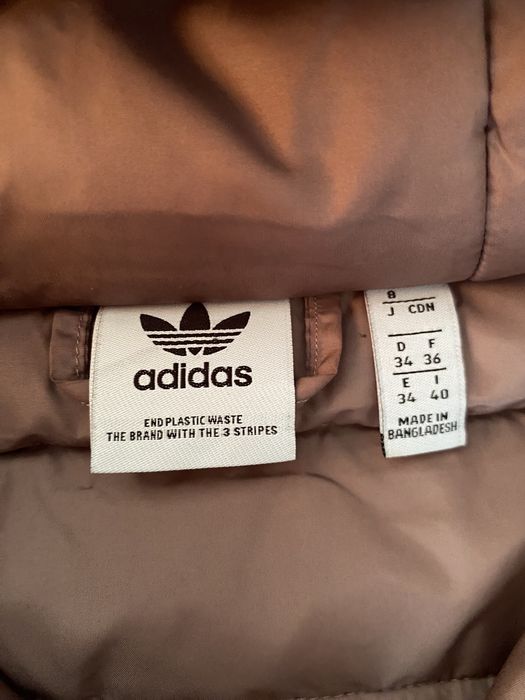 adidas
END PLASTIC WASTE
THE BRAND WITH THE 3 STRIPES
J CDN
D F
34 36
E I
34 40
MADE IN
BANGLADESH